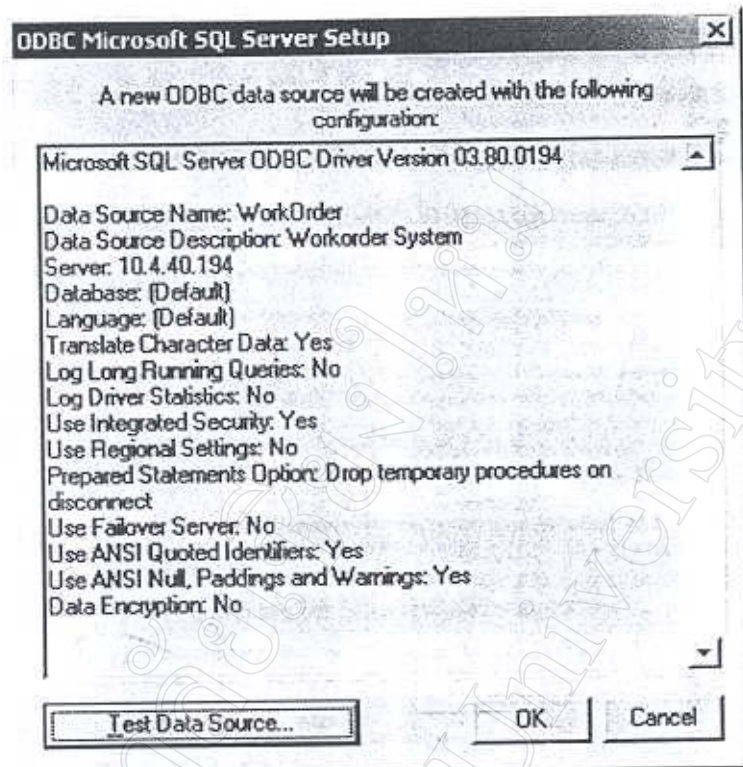 ODBC Microsoft SQL Server Setup
A new ODBC data source will be created with the following
configuration:
Microsoft SQL Server ODBC Driver Version 03.80.0194
Data Source Name: WorkOrder
Data Source Description: Workorder System
Server: 10.4.40.194
Database: (Default)
Language: (Default)
Translate Character Data: Yes
Log Long Running Queries: No
Log Driver Statistics: No
Use Integrated Security: Yes
Use Regional Settings: No
Prepared Statements Option: Drop temporary procedures on
disconnect
Use Failover Server: No
Use ANSI Quoted Identifiers: Yes
Use ANSI Null, Paddings and Warnings: Yes
Data Encryption: No
Test Data Source...
OK
Cancel